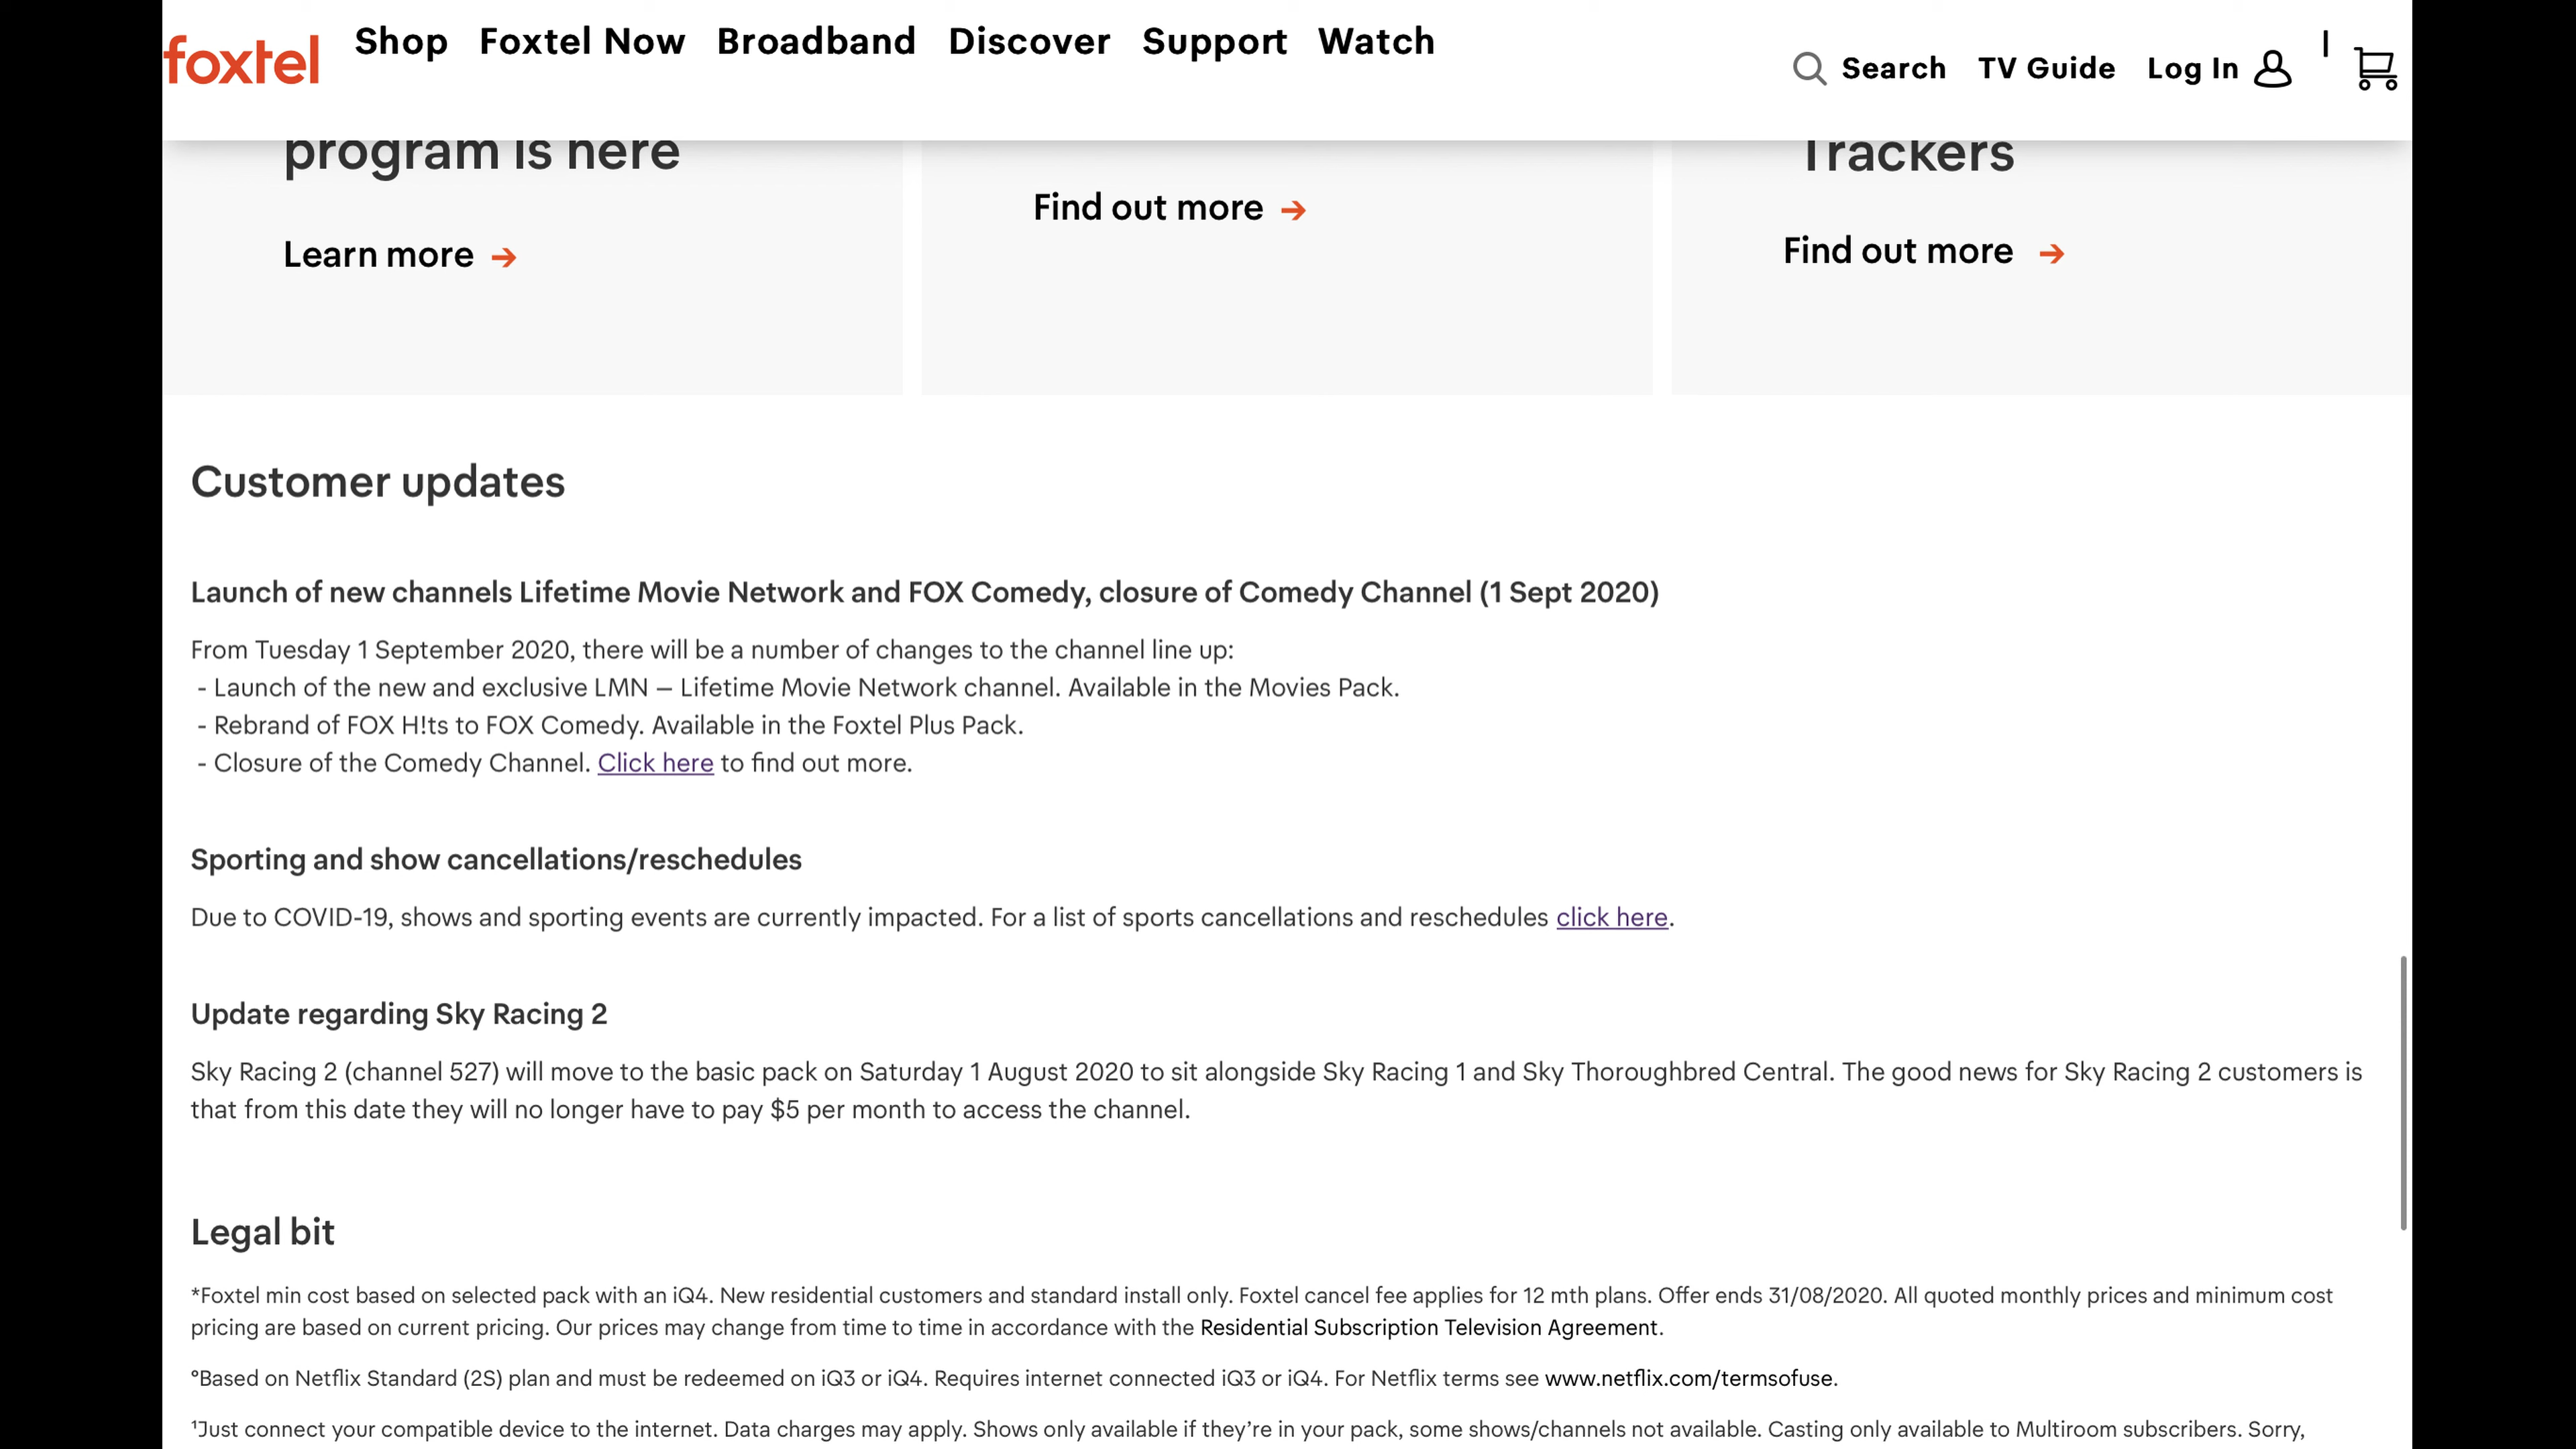 foxtel
Shop Foxtel Now Broadband Discover Support Watch
Search TV Guide Log In
program is here
Learn more →
Find out more →
Trackers
Find out more →
Customer updates
Launch of new channels Lifetime Movie Network and FOX Comedy, closure of Comedy Channel (1 Sept 2020)
From Tuesday 1 September 2020, there will be a number of changes to the channel line up:
- Launch of the new and exclusive LMN – Lifetime Movie Network channel. Available in the Movies Pack.
- Rebrand of FOX H!ts to FOX Comedy. Available in the Foxtel Plus Pack.
- Closure of the Comedy Channel. Click here to find out more.
Sporting and show cancellations/reschedules
Due to COVID-19, shows and sporting events are currently impacted. For a list of sports cancellations and reschedules click here.
Update regarding Sky Racing 2
Sky Racing 2 (channel 527) will move to the basic pack on Saturday 1 August 2020 to sit alongside Sky Racing 1 and Sky Thoroughbred Central. The good news for Sky Racing 2 customers is
that from this date they will no longer have to pay $5 per month to access the channel.
Legal bit
*Foxtel min cost based on selected pack with an iQ4. New residential customers and standard install only. Foxtel cancel fee applies for 12 mth plans. Offer ends 31/08/2020. All quoted monthly prices and minimum cost
pricing are based on current pricing. Our prices may change from time to time in accordance with the Residential Subscription Television Agreement.
°Based on Netflix Standard (2S) plan and must be redeemed on iQ3 or iQ4. Requires internet connected iQ3 or iQ4. For Netflix terms see www.netflix.com/termsofuse.
¹Just connect your compatible device to the internet. Data charges may apply. Shows only available if they’re in your pack, some shows/channels not available. Casting only available to Multiroom subscribers. Sorry,